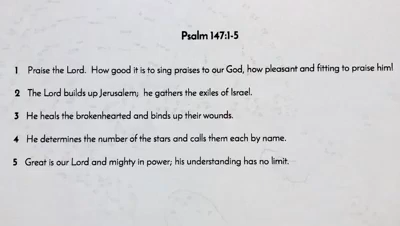 Psalm 147:1-5
1 Praise the Lord. How good it is to sing praises to our God, how pleasant and fitting to praise him!
2 The Lord builds up Jerusalem; he gathers the exiles of Israel.
3 He heals the brokenhearted and binds up their wounds.
4 He determines the number of the stars and calls them each by name.
5 Great is our Lord and mighty in power; his understanding has no limit.